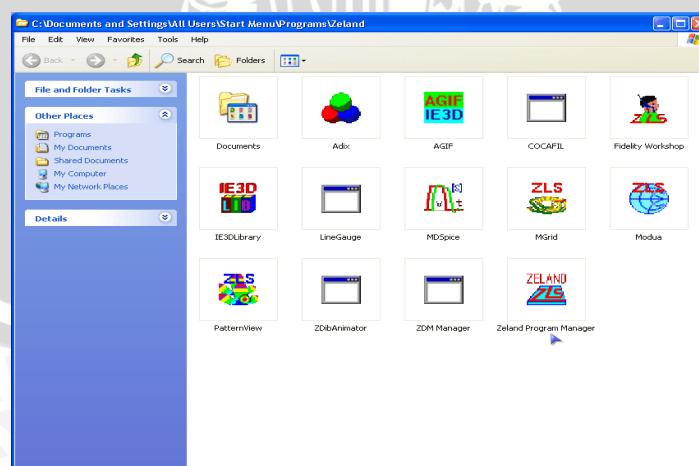 C:\Documents and Settings\All Users\Start Menu\Programs\Zeland
File Edit View Favorites Tools Help
Back Search Folders
File and Folder Tasks
Other Places
Programs
My Documents
Shared Documents
My Computer
My Network Places
Details
Documents Adix AGIF COCAFIL Fidelity Workshop
AGIF
IE3D
ZLS
IE3D
LIB
ZLS
ZLS
IE3DLibrary LineGauge MDSpice MGrid Modua
ZLS
ZELAND
ZLS
PatternView ZDibAnimator ZDM Manager Zeland Program Manager